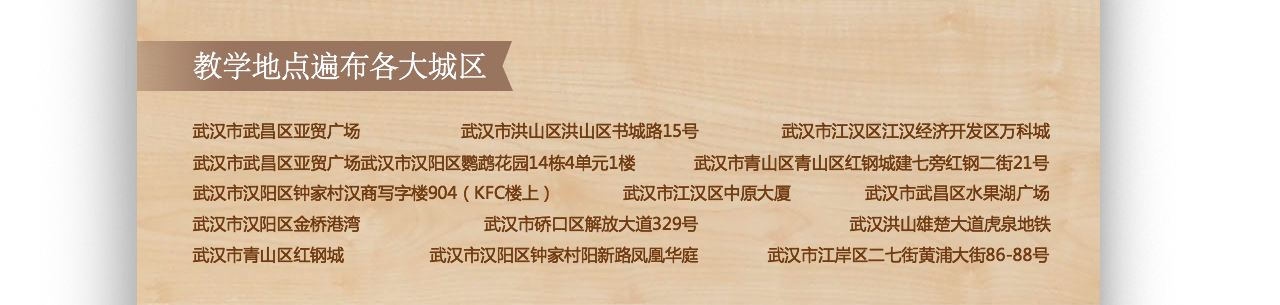 教学地点遍布各大城区
武汉市武昌区亚贸广场 武汉市洪山区洪山区书城路15号 武汉市江汉区江汉经济开发区万科城
武汉市武昌区亚贸广场武汉市汉阳区鹦鹉花园14栋4单元1楼 武汉市青山区青山区红钢城建七旁红钢二街21号
武汉市汉阳区钟家村汉商写字楼904（KFC楼上） 武汉市江汉区中原大厦 武汉市武昌区水果湖广场
武汉市汉阳区金桥港湾 武汉市硚口区解放大道329号 武汉洪山雄楚大道虎泉地铁
武汉市青山区红钢城 武汉市汉阳区钟家村阳新路凤凰华庭 武汉市江岸区二七街黄浦大街86-88号